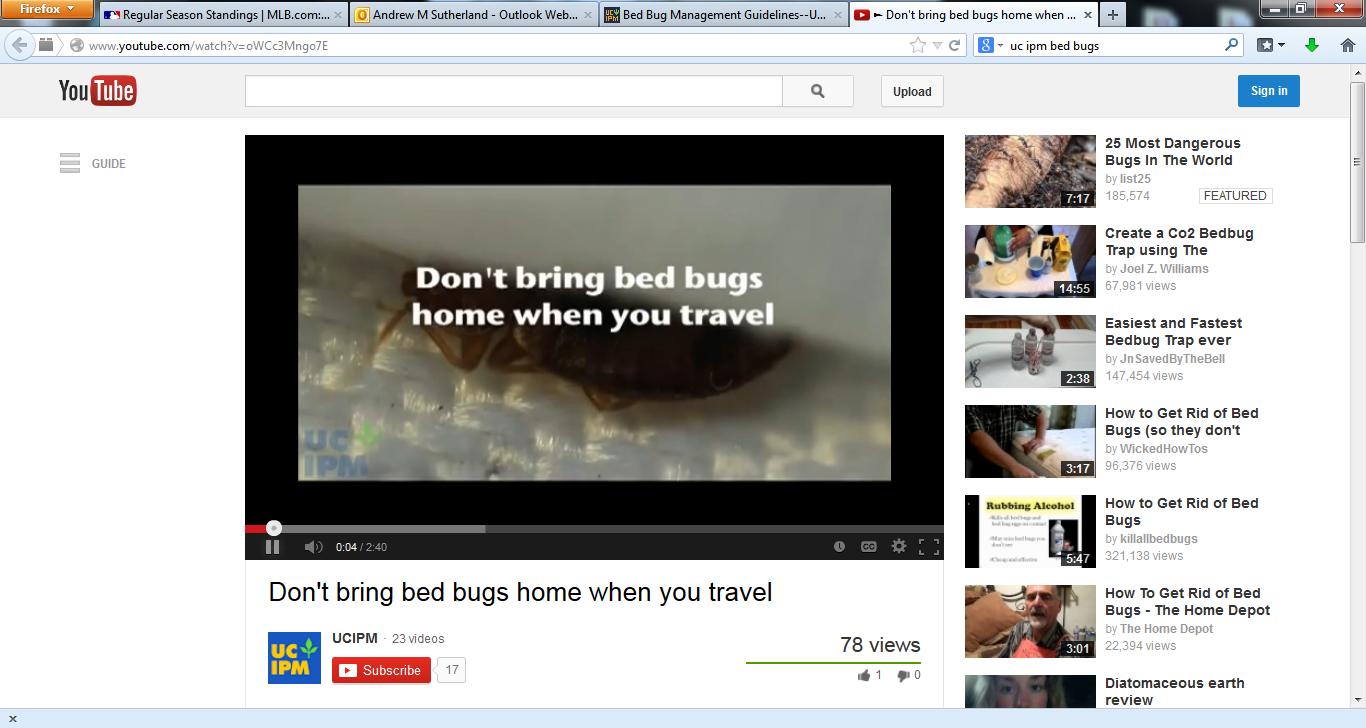 Firefox
Regular Season Standings | MLB.com:...
Andrew M Sutherland - Outlook Web...
Bed Bug Management Guidelines--U...
► Don't bring bed bugs home when ...
www.youtube.com/watch?v=oWCc3Mngo7E
uc ipm bed bugs
YouTube
Upload
Sign in
GUIDE
Don't bring bed bugs
home when you travel
UC
IPM
0:04 / 2:40
CC
Don't bring bed bugs home when you travel
UC
IPM
UCIPM · 23 videos
Subscribe
17
78 views
1
0
7:17
25 Most Dangerous
Bugs In The World
by list25
185,574
FEATURED
14:55
Create a Co2 Bedbug
Trap using The
by Joel Z. Williams
67,981 views
2:38
Easiest and Fastest
Bedbug Trap ever
by JnSavedByTheBell
147,454 views
3:17
How to Get Rid of Bed
Bugs (so they don't
by WickedHowTos
96,376 views
Rubbing Alcohol
5:47
How to Get Rid of Bed
Bugs
by killallbedbugs
321,138 views
3:01
How To Get Rid of Bed
Bugs - The Home Depot
by The Home Depot
22,394 views
Diatomaceous earth
review